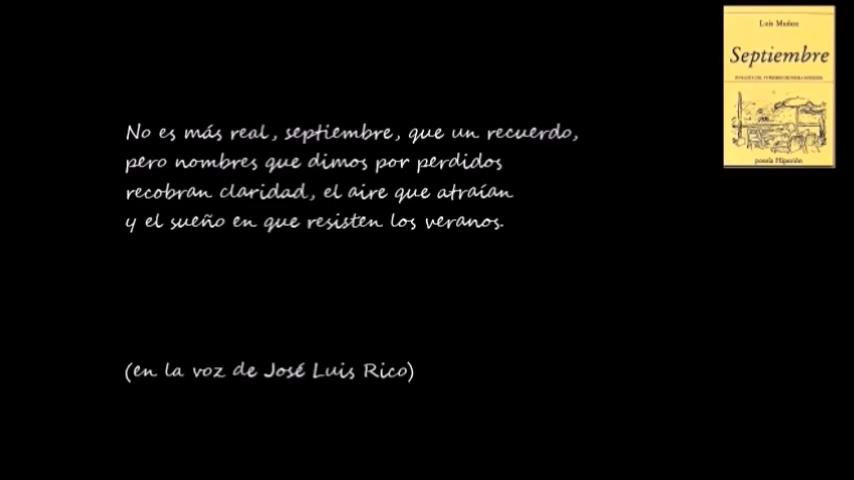 Luis Muñoz
Septiembre
No es más real, septiembre, que un recuerdo,
pero nombres que dimos por perdidos
recobran claridad, el aire que atraían
y el sueño en que resisten los veranos.
poesía Hiperión
(en la voz de José Luis Rico)